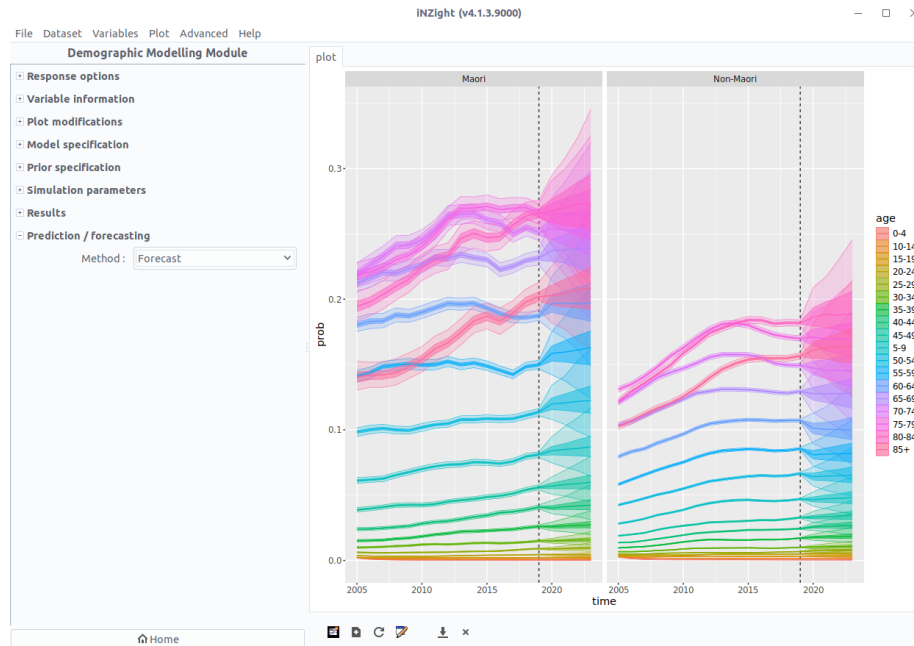 iNZight (v4.1.3.9000)
File Dataset Variables Plot Advanced Help
Demographic Modelling Module
Response options
Variable information
Plot modifications
Model specification
Prior specification
Simulation parameters
Results
Prediction / forecasting
Method : Forecast
Home
plot
Maori Non-Maori
0.3
0.2
0.1
0.0
prob
2005 2010 2015 2020 2005 2010 2015 2020
time
age
0-4
10-14
15-19
20-24
25-29
30-34
35-39
40-44
45-49
5-9
50-54
55-59
60-64
65-69
70-74
75-79
80-84
85+